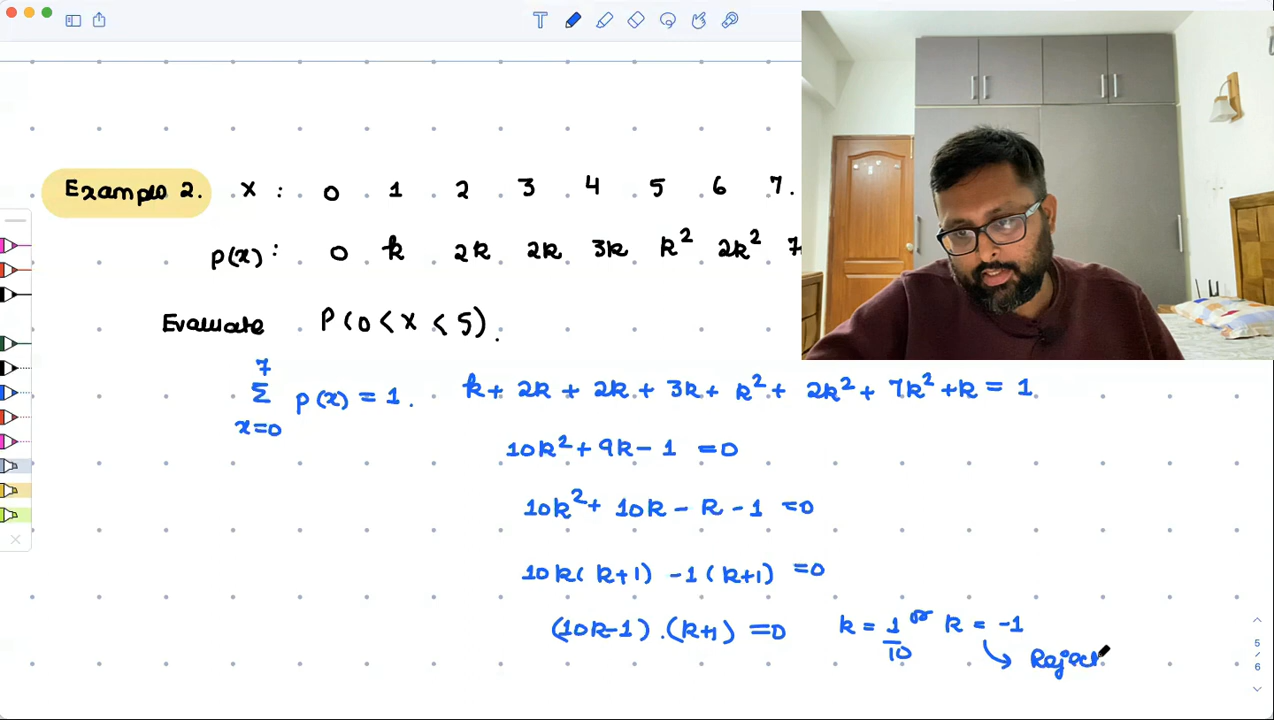 Example 2. X : 0 1 2 3 4 5 6 7.
p(x) : 0 k 2k 2k 3k k² 2k² 7
Evaluate P(0 < X < 5).
7
Σ p(x) = 1. k + 2k + 2k + 3k + k² + 2k² + 7k² + k = 1
x=0
10k² + 9k - 1 = 0
10k² + 10k - k - 1 = 0
10k(k+1) - 1(k+1) = 0
(10k-1).(k+1) = 0 k = 1/10 or k = -1
↳ Reject
5
/
6